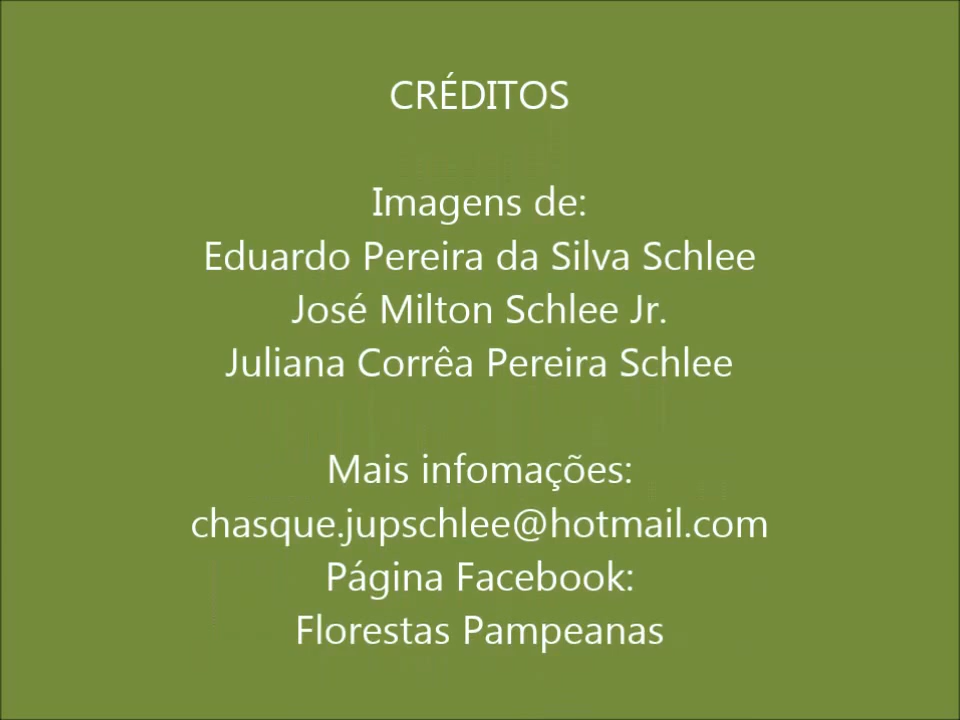 CRÉDITOS
Imagens de:
Eduardo Pereira da Silva Schlee
José Milton Schlee Jr.
Juliana Corrêa Pereira Schlee
Mais infomações:
chasque.jupschlee@hotmail.com
Página Facebook:
Florestas Pampeanas